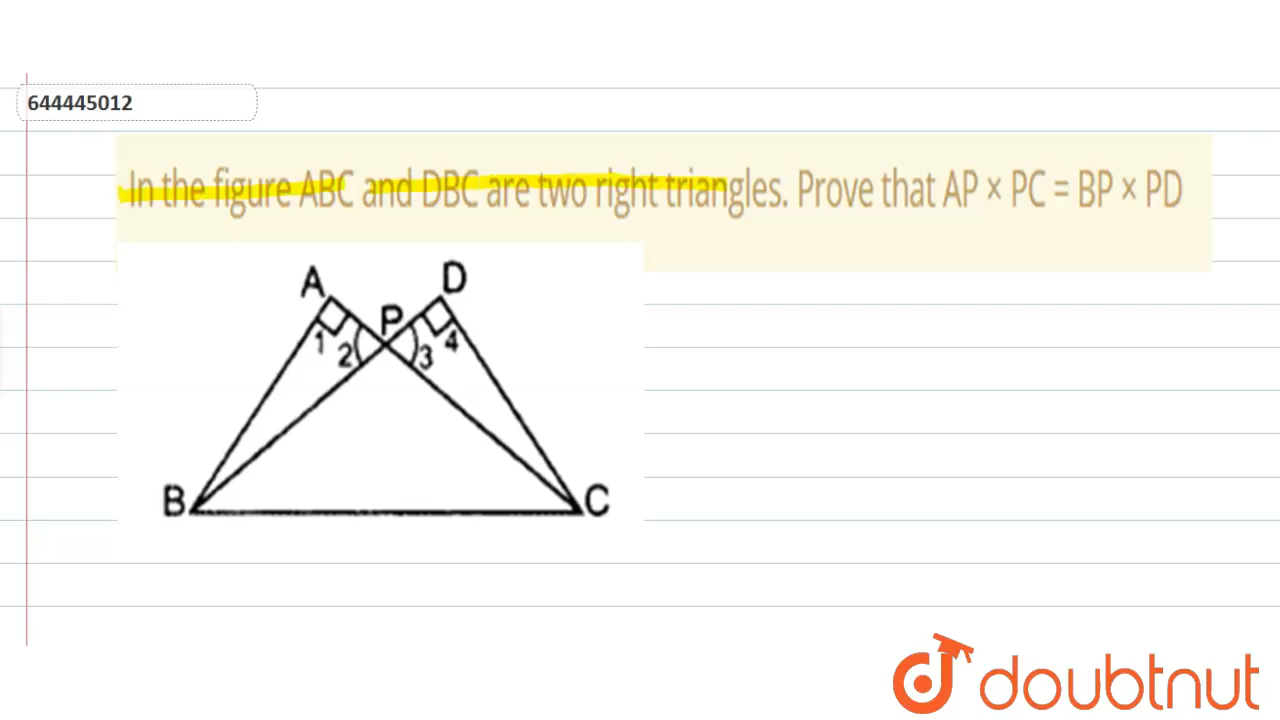 644445012
In the figure ABC and DBC are two right triangles. Prove that AP × PC = BP × PD
A
D
P
1
2
3
4
B
C
doubtnut